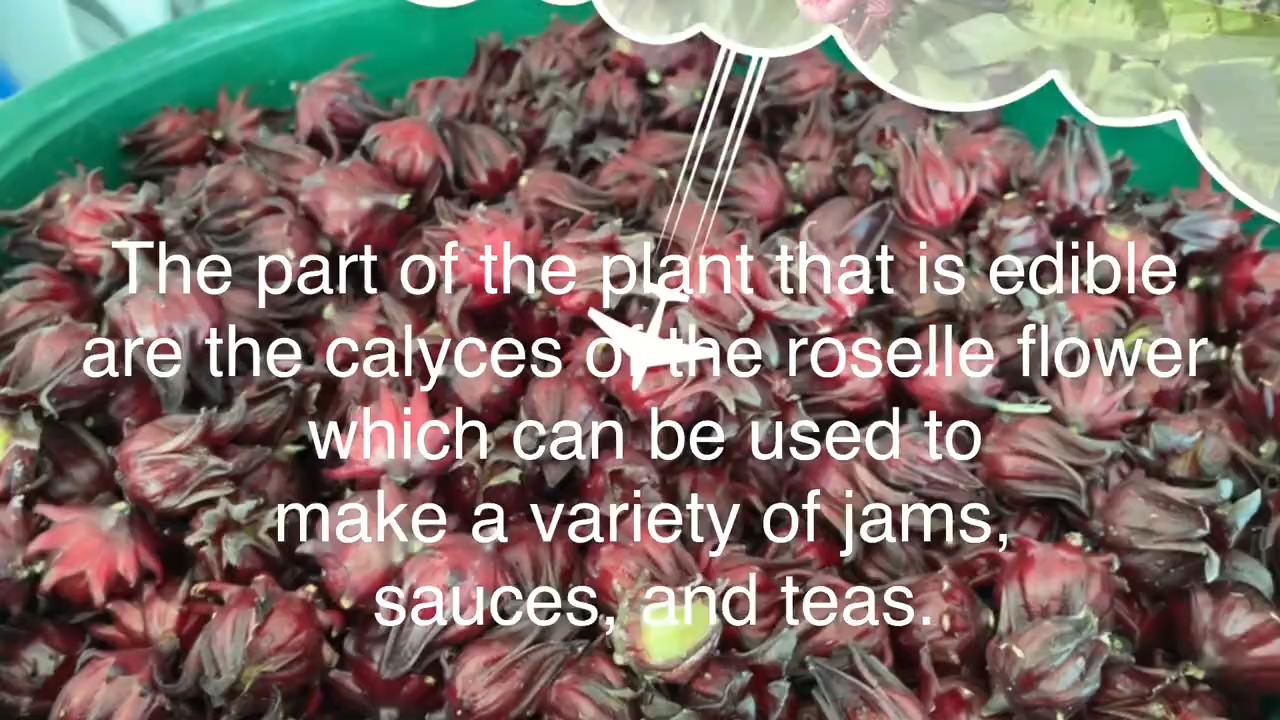 The part of the plant that is edible
are the calyces of the roselle flower
which can be used to
make a variety of jams,
sauces, and teas.